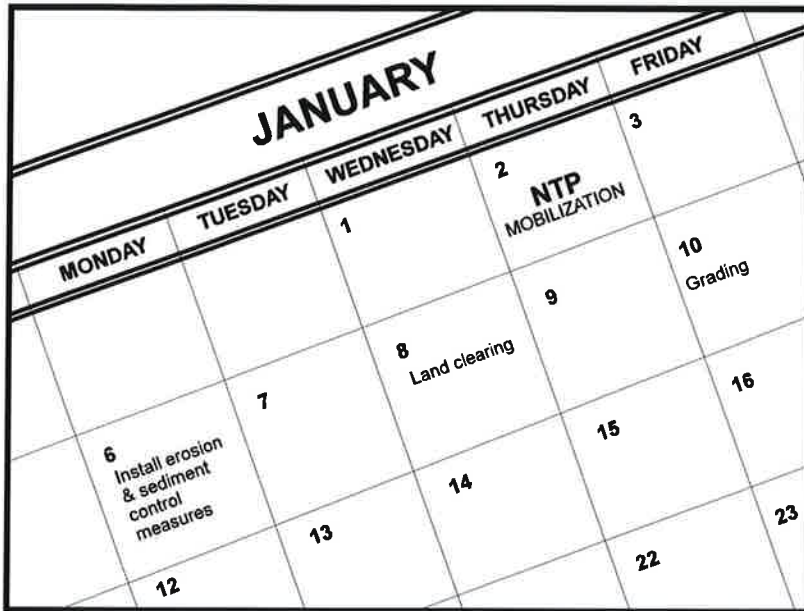 JANUARY
MONDAY
TUESDAY
WEDNESDAY
THURSDAY
FRIDAY
1
2
NTP
MOBILIZATION
3
6
Install erosion
& sediment
control
measures
7
8
Land clearing
9
10
Grading
12
13
14
15
16
22
23